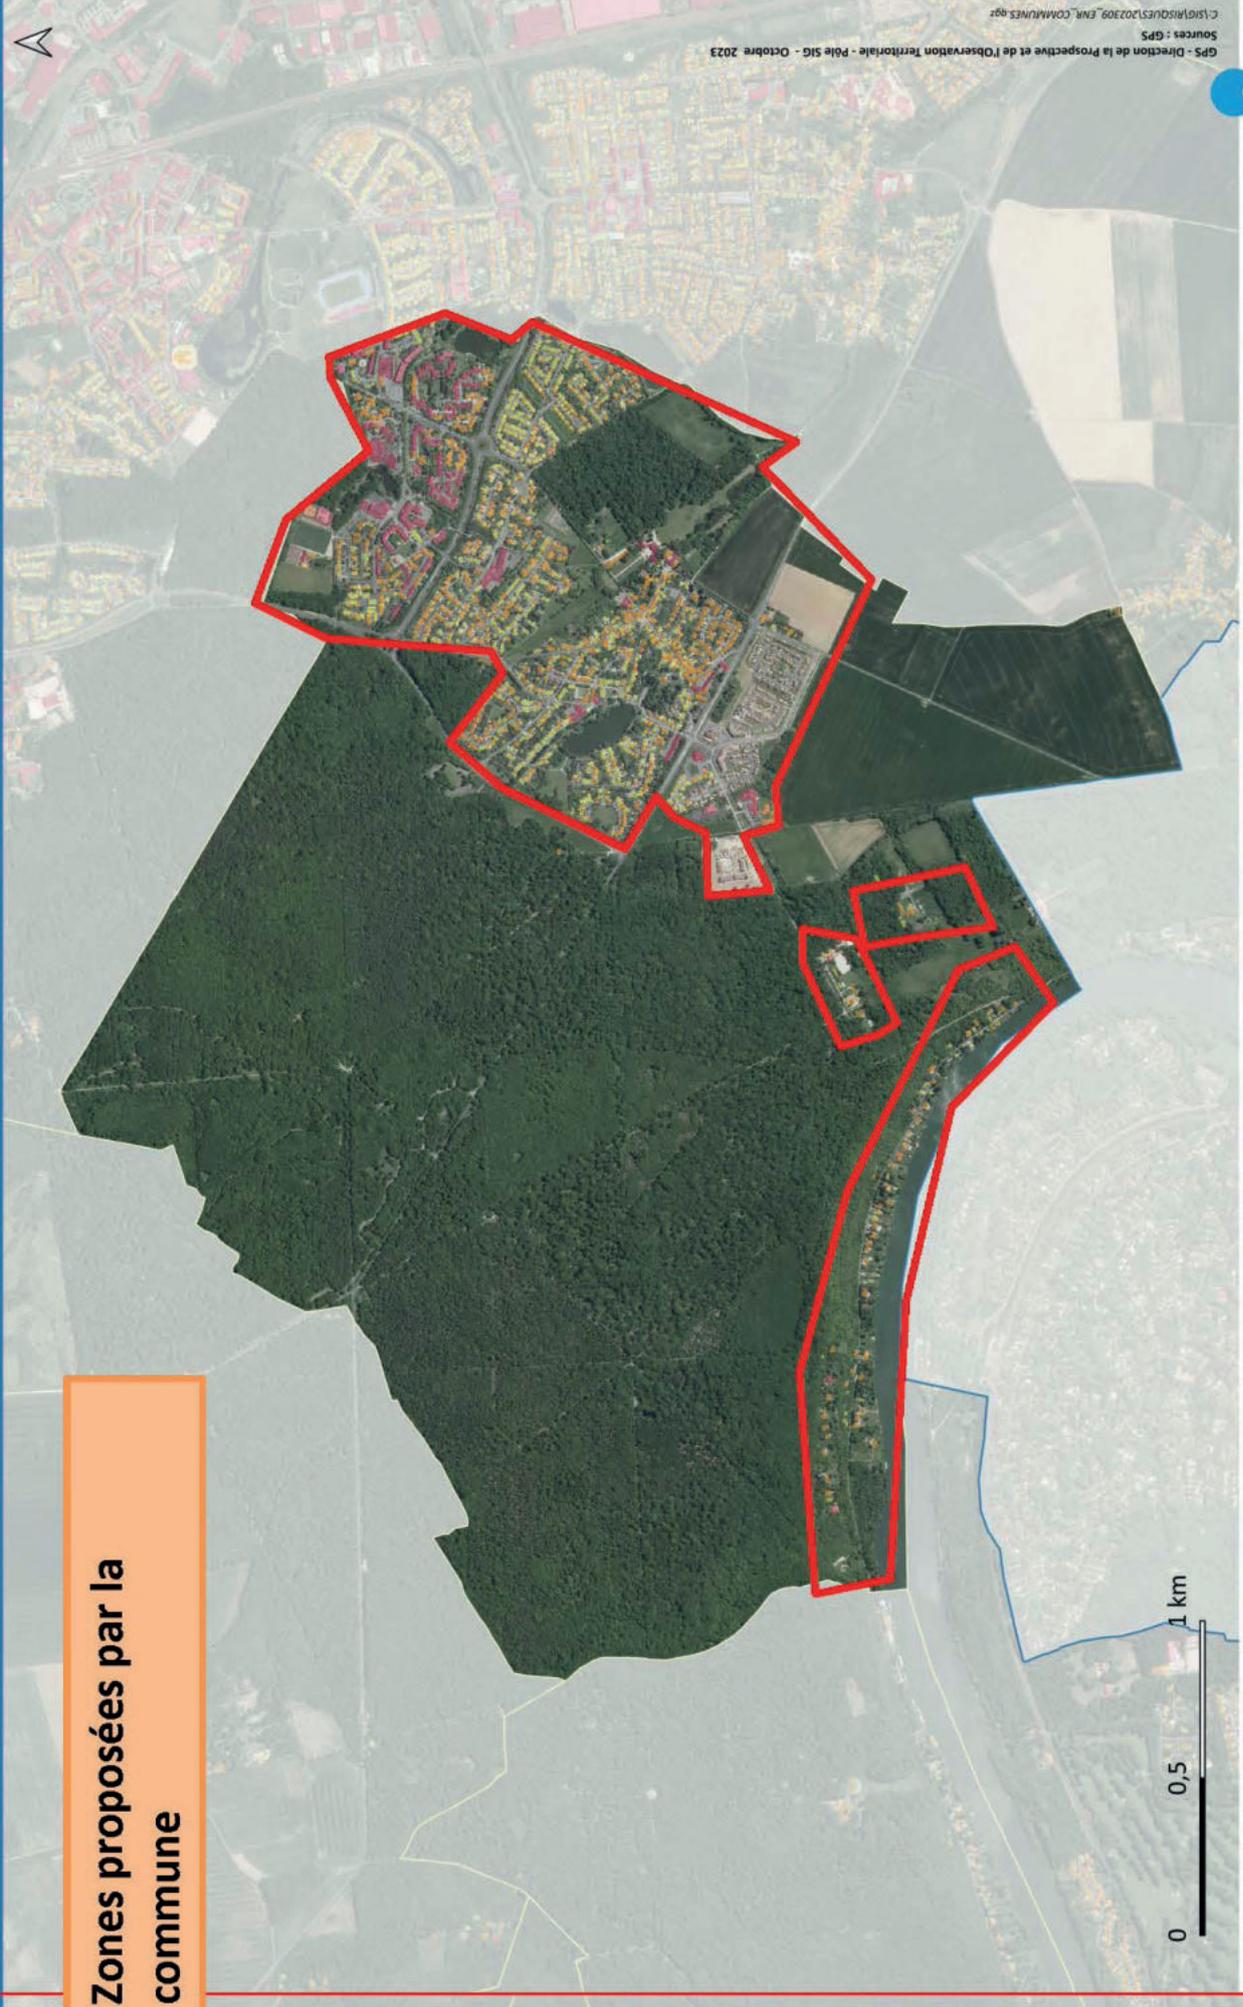 Zones proposées par la
commune
0 0,5 1 km
GPS - Direction de la Prospective et de l'Observation Territoriale - Pôle SIG - Octobre 2023
Sources : GPS
C:\SIG\RISQUES\202309_ENR_COMMUNES.qgz